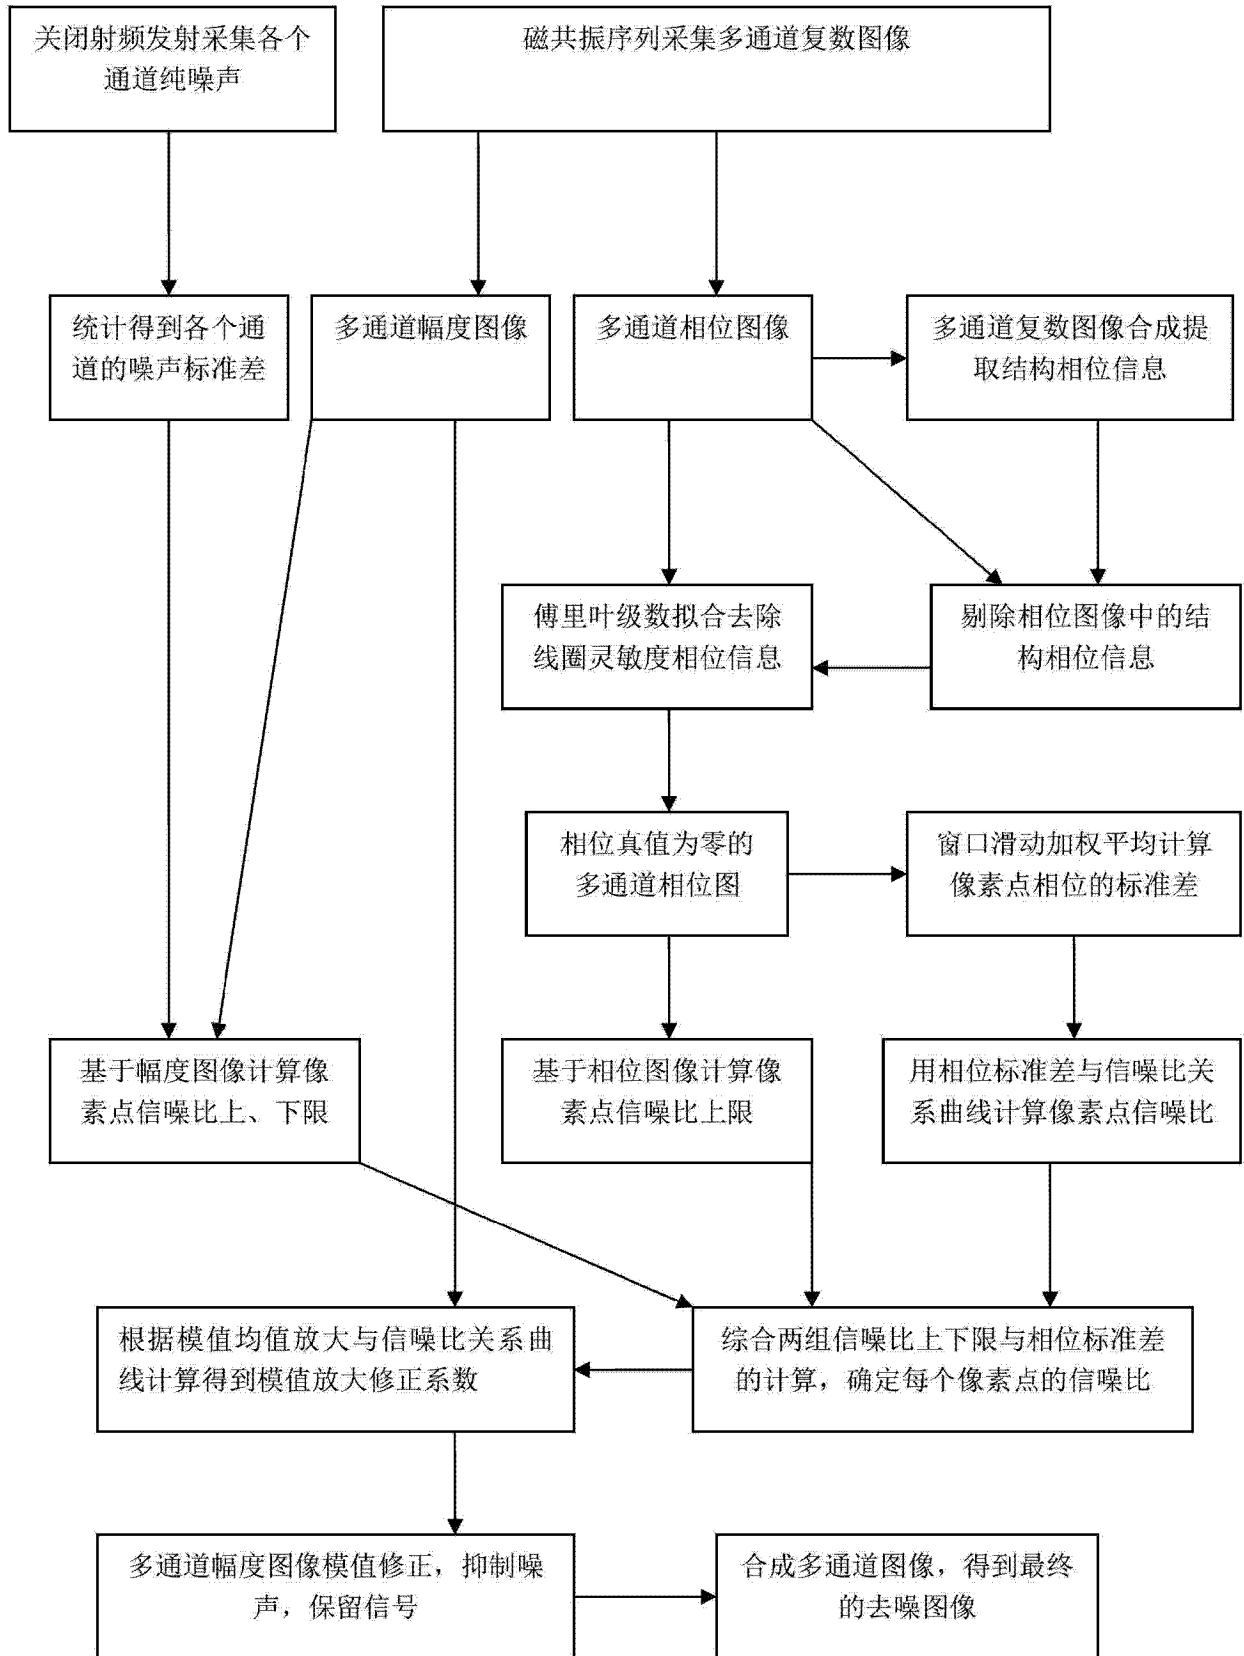 关闭射频发射采集各个
通道纯噪声
磁共振序列采集多通道复数图像
统计得到各个通
道的噪声标准差
多通道幅度图像
多通道相位图像
多通道复数图像合成提
取结构相位信息
傅里叶级数拟合去除
线圈灵敏度相位信息
剔除相位图像中的结
构相位信息
相位真值为零的
多通道相位图
窗口滑动加权平均计算
像素点相位的标准差
基于幅度图像计算像
素点信噪比上、下限
基于相位图像计算像
素点信噪比上限
用相位标准差与信噪比关
系曲线计算像素点信噪比
根据模值均值放大与信噪比关系曲
线计算得到模值放大修正系数
综合两组信噪比上下限与相位标准差
的计算，确定每个像素点的信噪比
多通道幅度图像模值修正，抑制噪
声，保留信号
合成多通道图像，得到最终
的去噪图像